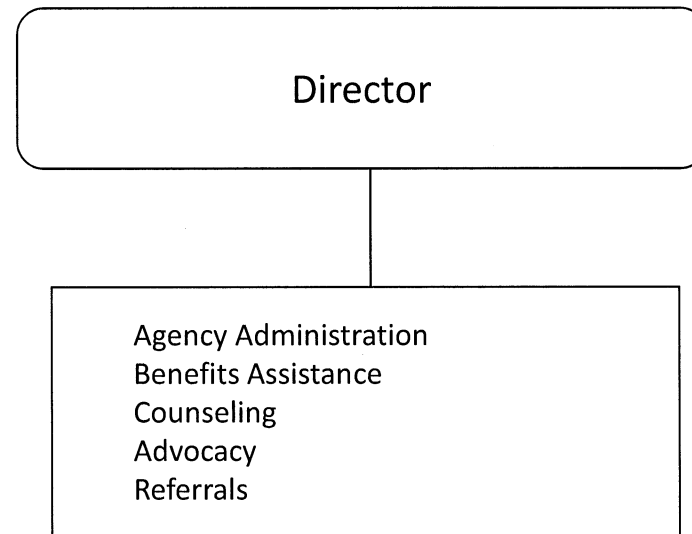 Director
Agency Administration
Benefits Assistance
Counseling
Advocacy
Referrals